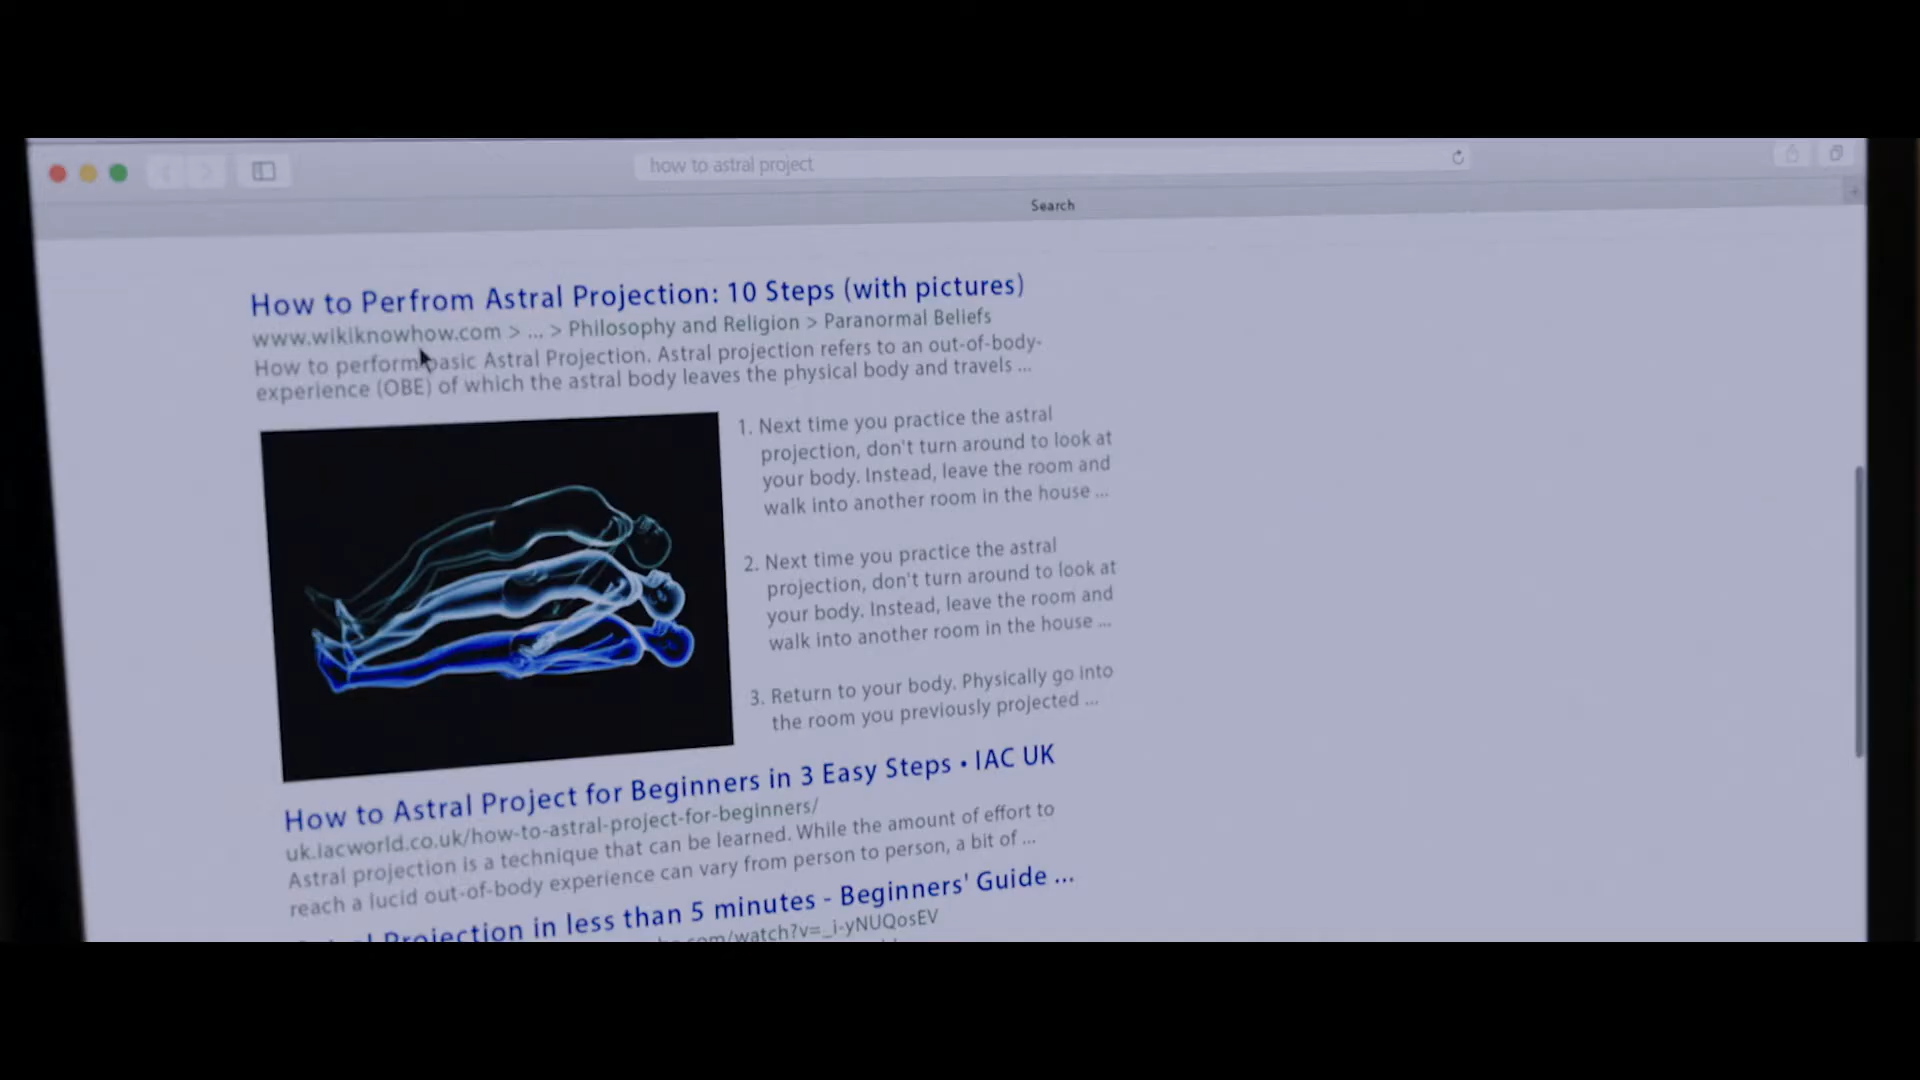 how to astral project
Search
How to Perfrom Astral Projection: 10 Steps (with pictures)
www.wikiknowhow.com > ... > Philosophy and Religion > Paranormal Beliefs
How to perform basic Astral Projection. Astral projection refers to an out-of-body-
experience (OBE) of which the astral body leaves the physical body and travels ...
1. Next time you practice the astral
projection, don't turn around to look at
your body. Instead, leave the room and
walk into another room in the house ...
2. Next time you practice the astral
projection, don't turn around to look at
your body. Instead, leave the room and
walk into another room in the house ...
3. Return to your body. Physically go into
the room you previously projected ...
How to Astral Project for Beginners in 3 Easy Steps • IAC UK
uk.iacworld.co.uk/how-to-astral-project-for-beginners/
Astral projection is a technique that can be learned. While the amount of effort to
reach a lucid out-of-body experience can vary from person to person, a bit of ...
Projection in less than 5 minutes - Beginners' Guide ...
com/watch?v=_i-yNUQosEV